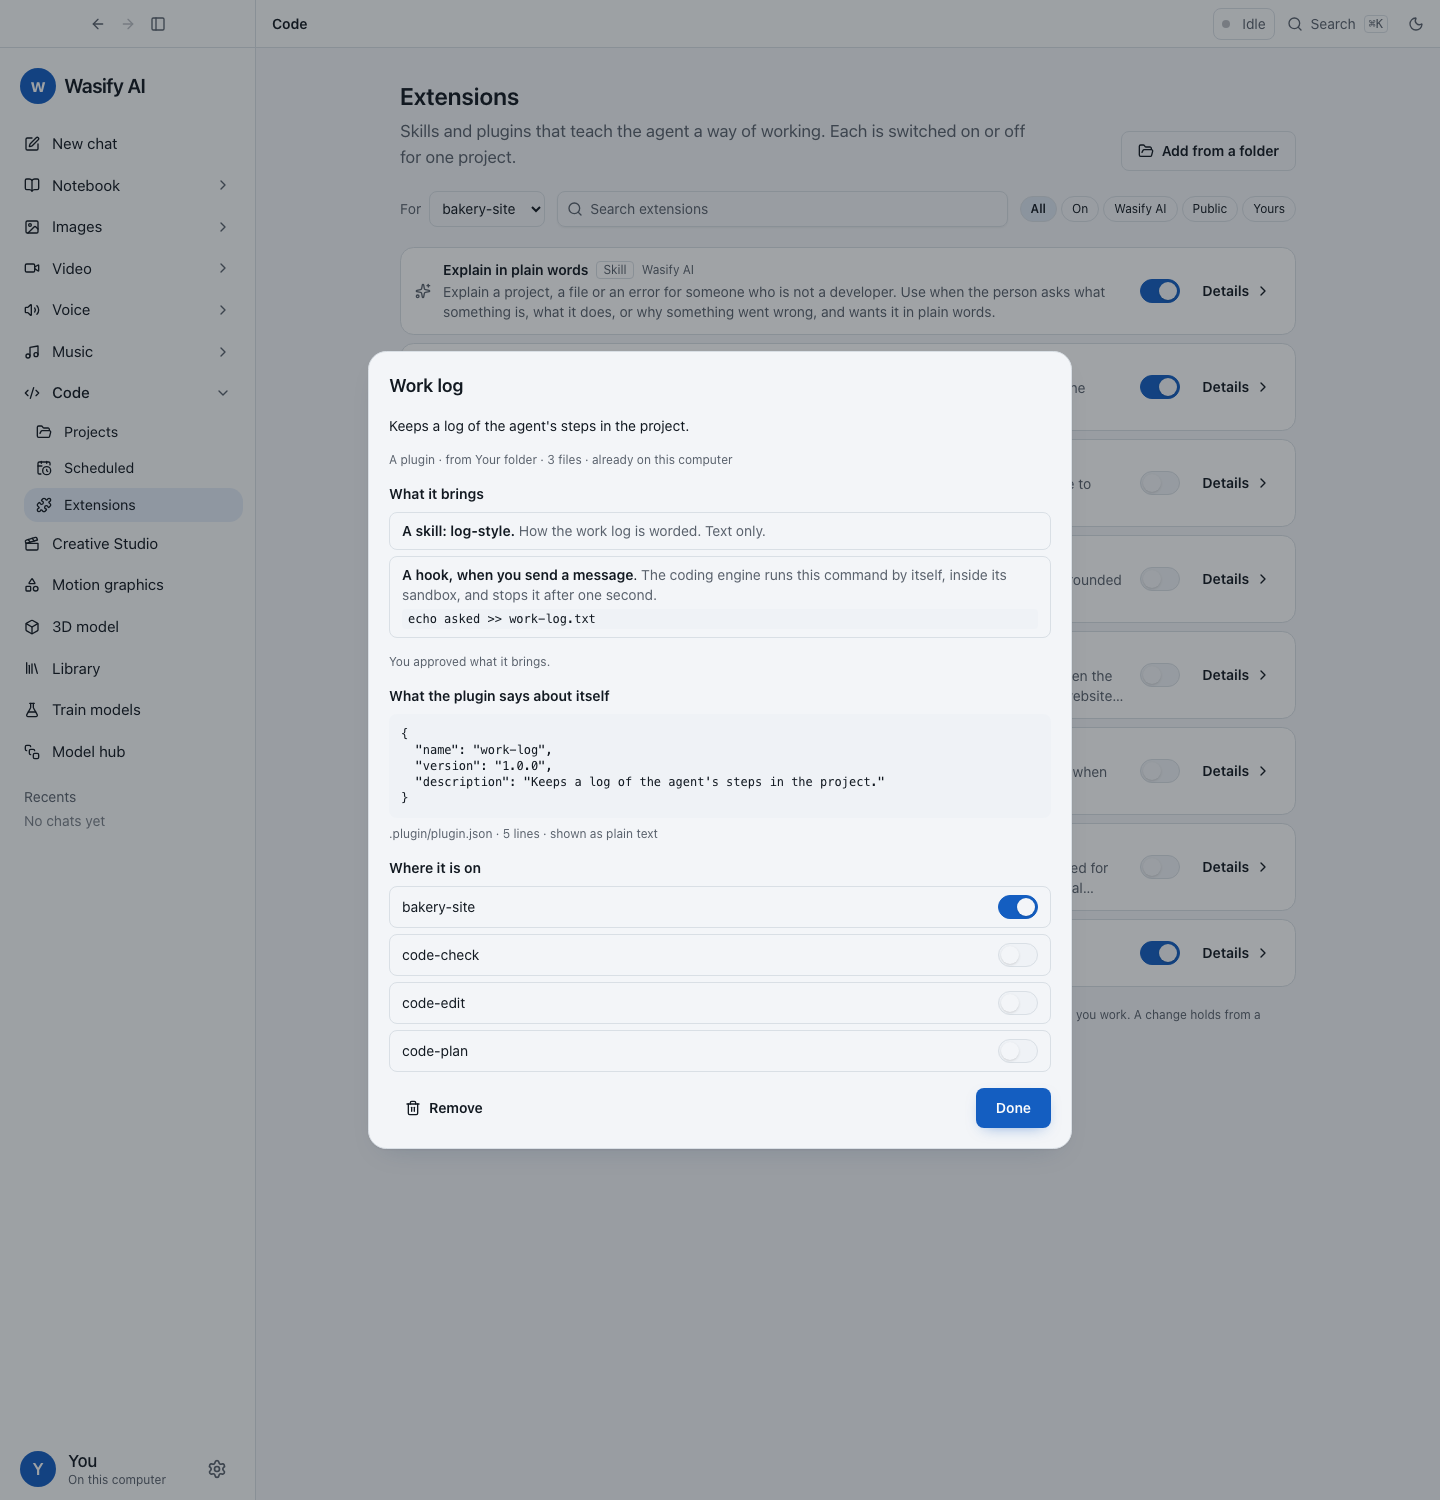 Code
Idle
Search ⌘K
w Wasify AI
New chat
Notebook
Images
Video
Voice
Music
Code
Projects
Scheduled
Extensions
Creative Studio
Motion graphics
3D model
Library
Train models
Model hub
Recents
No chats yet
Y You
On this computer
Extensions
Skills and plugins that teach the agent a way of working. Each is switched on or off
for one project.
Add from a folder
For bakery-site
Search extensions
All On Wasify AI Public Yours
Explain in plain words Skill Wasify AI
Explain a project, a file or an error for someone who is not a developer. Use when the person asks what
something is, what it does, or why something went wrong, and wants it in plain words.
Details
Details
to
Details
Details
en the
Details
when
Details
ed for
al...
Details
Details
you work. A change holds from a
Work log
Keeps a log of the agent's steps in the project.
A plugin · from Your folder · 3 files · already on this computer
What it brings
A skill: log-style. How the work log is worded. Text only.
A hook, when you send a message. The coding engine runs this command by itself, inside its
sandbox, and stops it after one second.
echo asked >> work-log.txt
You approved what it brings.
What the plugin says about itself
{
"name": "work-log",
"version": "1.0.0",
"description": "Keeps a log of the agent's steps in the project."
}
.plugin/plugin.json · 5 lines · shown as plain text
Where it is on
bakery-site
code-check
code-edit
code-plan
Remove
Done